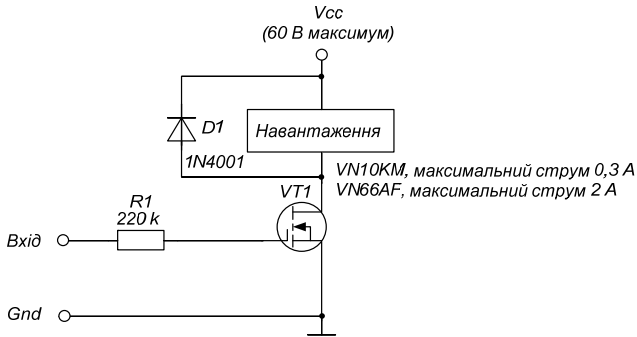 Vcc
(60 В максимум)
D1
1N4001
Навантаження
VN10KM, максимальний струм 0,3 А
VN66AF, максимальний струм 2 А
VT1
R1
220 k
Вхід
Gnd